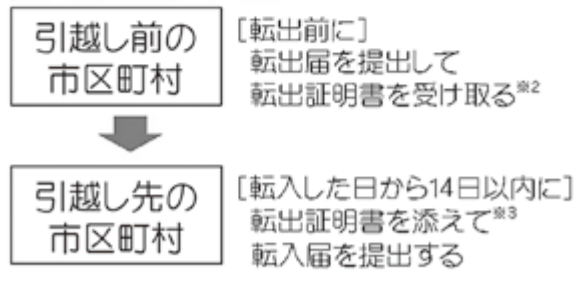 引越し前の
市区町村
[転出前に]
転出届を提出して
転出証明書を受け取る※2
引越し先の
市区町村
[転入した日から14日以内に]
転出証明書を添えて※3
転入届を提出する